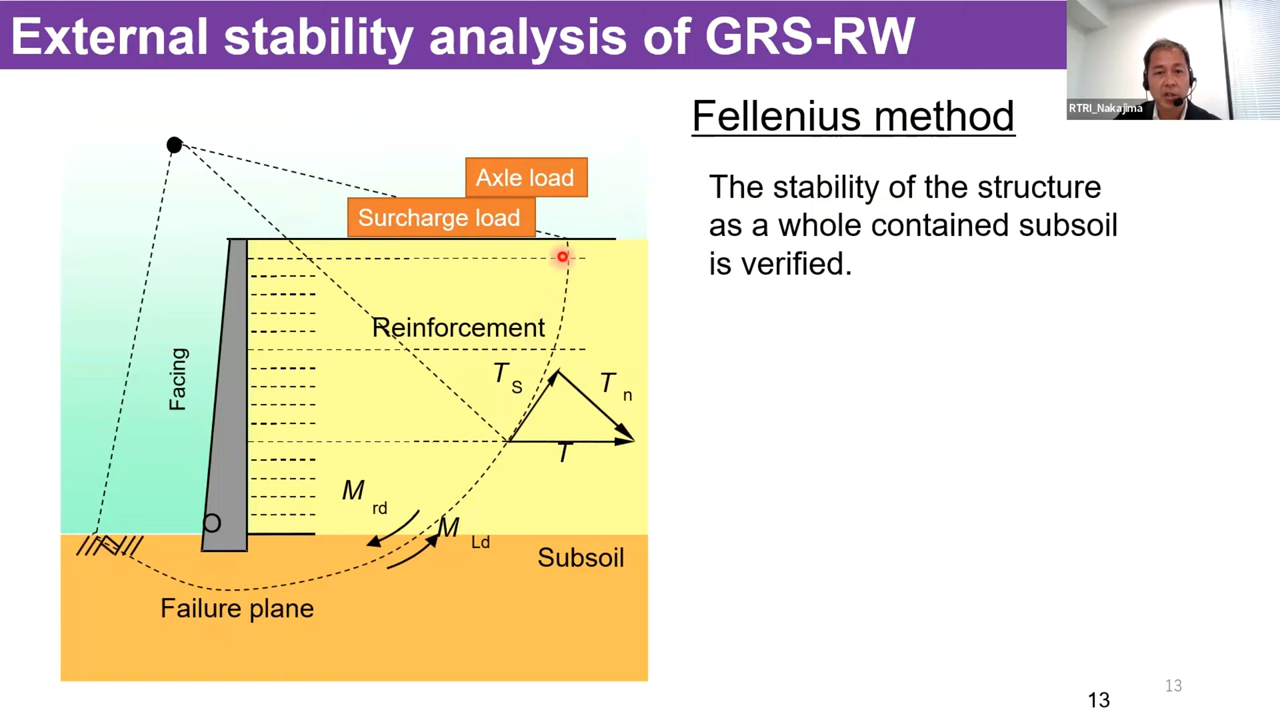 External stability analysis of GRS-RW
RTRI_Nakajima
Fellenius method
The stability of the structure
as a whole contained subsoil
is verified.
Axle load
Surcharge load
Reinforcement
Facing
T S
T n
T
M rd
M Ld
O
Subsoil
Failure plane
13
13